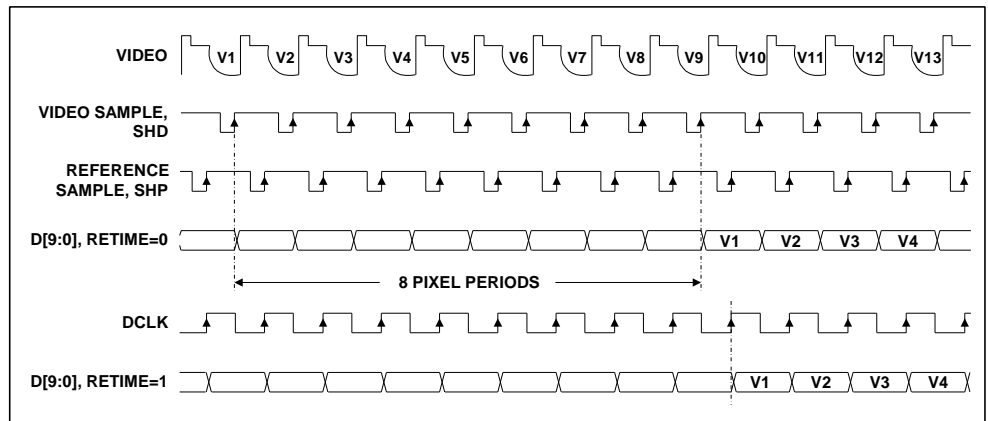 VIDEO V1 V2 V3 V4 V5 V6 V7 V8 V9 V10 V11 V12 V13
VIDEO SAMPLE,
SHD
REFERENCE
SAMPLE, SHP
D[9:0], RETIME=0 V1 V2 V3 V4
8 PIXEL PERIODS
DCLK
D[9:0], RETIME=1 V1 V2 V3 V4